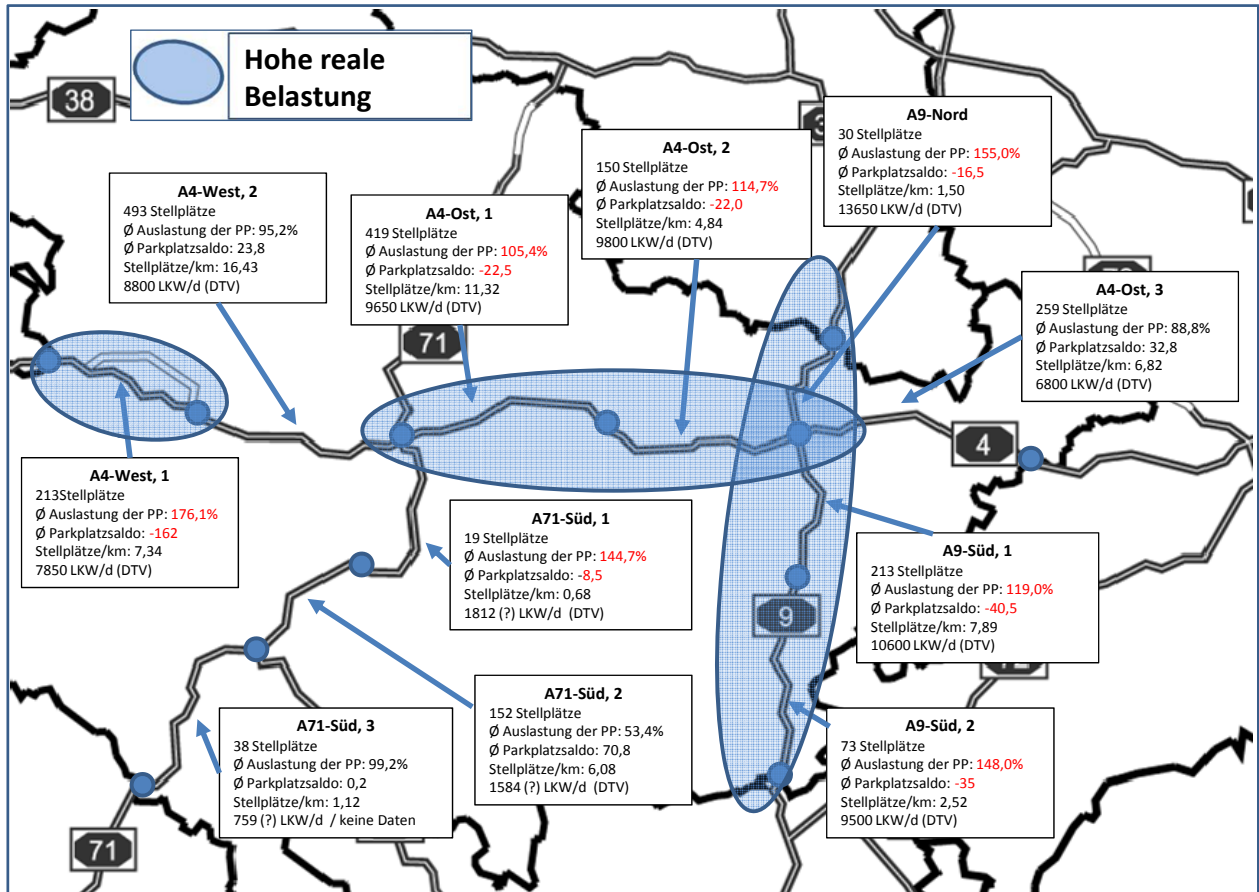 Hohe reale
Belastung
38
A9-Nord
30 Stellplätze
Ø Auslastung der PP: 155,0%
Ø Parkplatzsaldo: -16,5
Stellplätze/km: 1,50
13650 LKW/d (DTV)
A4-Ost, 2
150 Stellplätze
Ø Auslastung der PP: 114,7%
Ø Parkplatzsaldo: -22,0
Stellplätze/km: 4,84
9800 LKW/d (DTV)
A4-West, 2
493 Stellplätze
Ø Auslastung der PP: 95,2%
Ø Parkplatzsaldo: 23,8
Stellplätze/km: 16,43
8800 LKW/d (DTV)
A4-Ost, 1
419 Stellplätze
Ø Auslastung der PP: 105,4%
Ø Parkplatzsaldo: -22,5
Stellplätze/km: 11,32
9650 LKW/d (DTV)
A4-Ost, 3
259 Stellplätze
Ø Auslastung der PP: 88,8%
Ø Parkplatzsaldo: 32,8
Stellplätze/km: 6,82
6800 LKW/d (DTV)
71
4
A4-West, 1
213Stellplätze
Ø Auslastung der PP: 176,1%
Ø Parkplatzsaldo: -162
Stellplätze/km: 7,34
7850 LKW/d (DTV)
A71-Süd, 1
19 Stellplätze
Ø Auslastung der PP: 144,7%
Ø Parkplatzsaldo: -8,5
Stellplätze/km: 0,68
1812 (?) LKW/d (DTV)
A9-Süd, 1
213 Stellplätze
Ø Auslastung der PP: 119,0%
Ø Parkplatzsaldo: -40,5
Stellplätze/km: 7,89
10600 LKW/d (DTV)
9
A71-Süd, 2
152 Stellplätze
Ø Auslastung der PP: 53,4%
Ø Parkplatzsaldo: 70,8
Stellplätze/km: 6,08
1584 (?) LKW/d (DTV)
A71-Süd, 3
38 Stellplätze
Ø Auslastung der PP: 99,2%
Ø Parkplatzsaldo: 0,2
Stellplätze/km: 1,12
759 (?) LKW/d / keine Daten
A9-Süd, 2
73 Stellplätze
Ø Auslastung der PP: 148,0%
Ø Parkplatzsaldo: -35
Stellplätze/km: 2,52
9500 LKW/d (DTV)
71